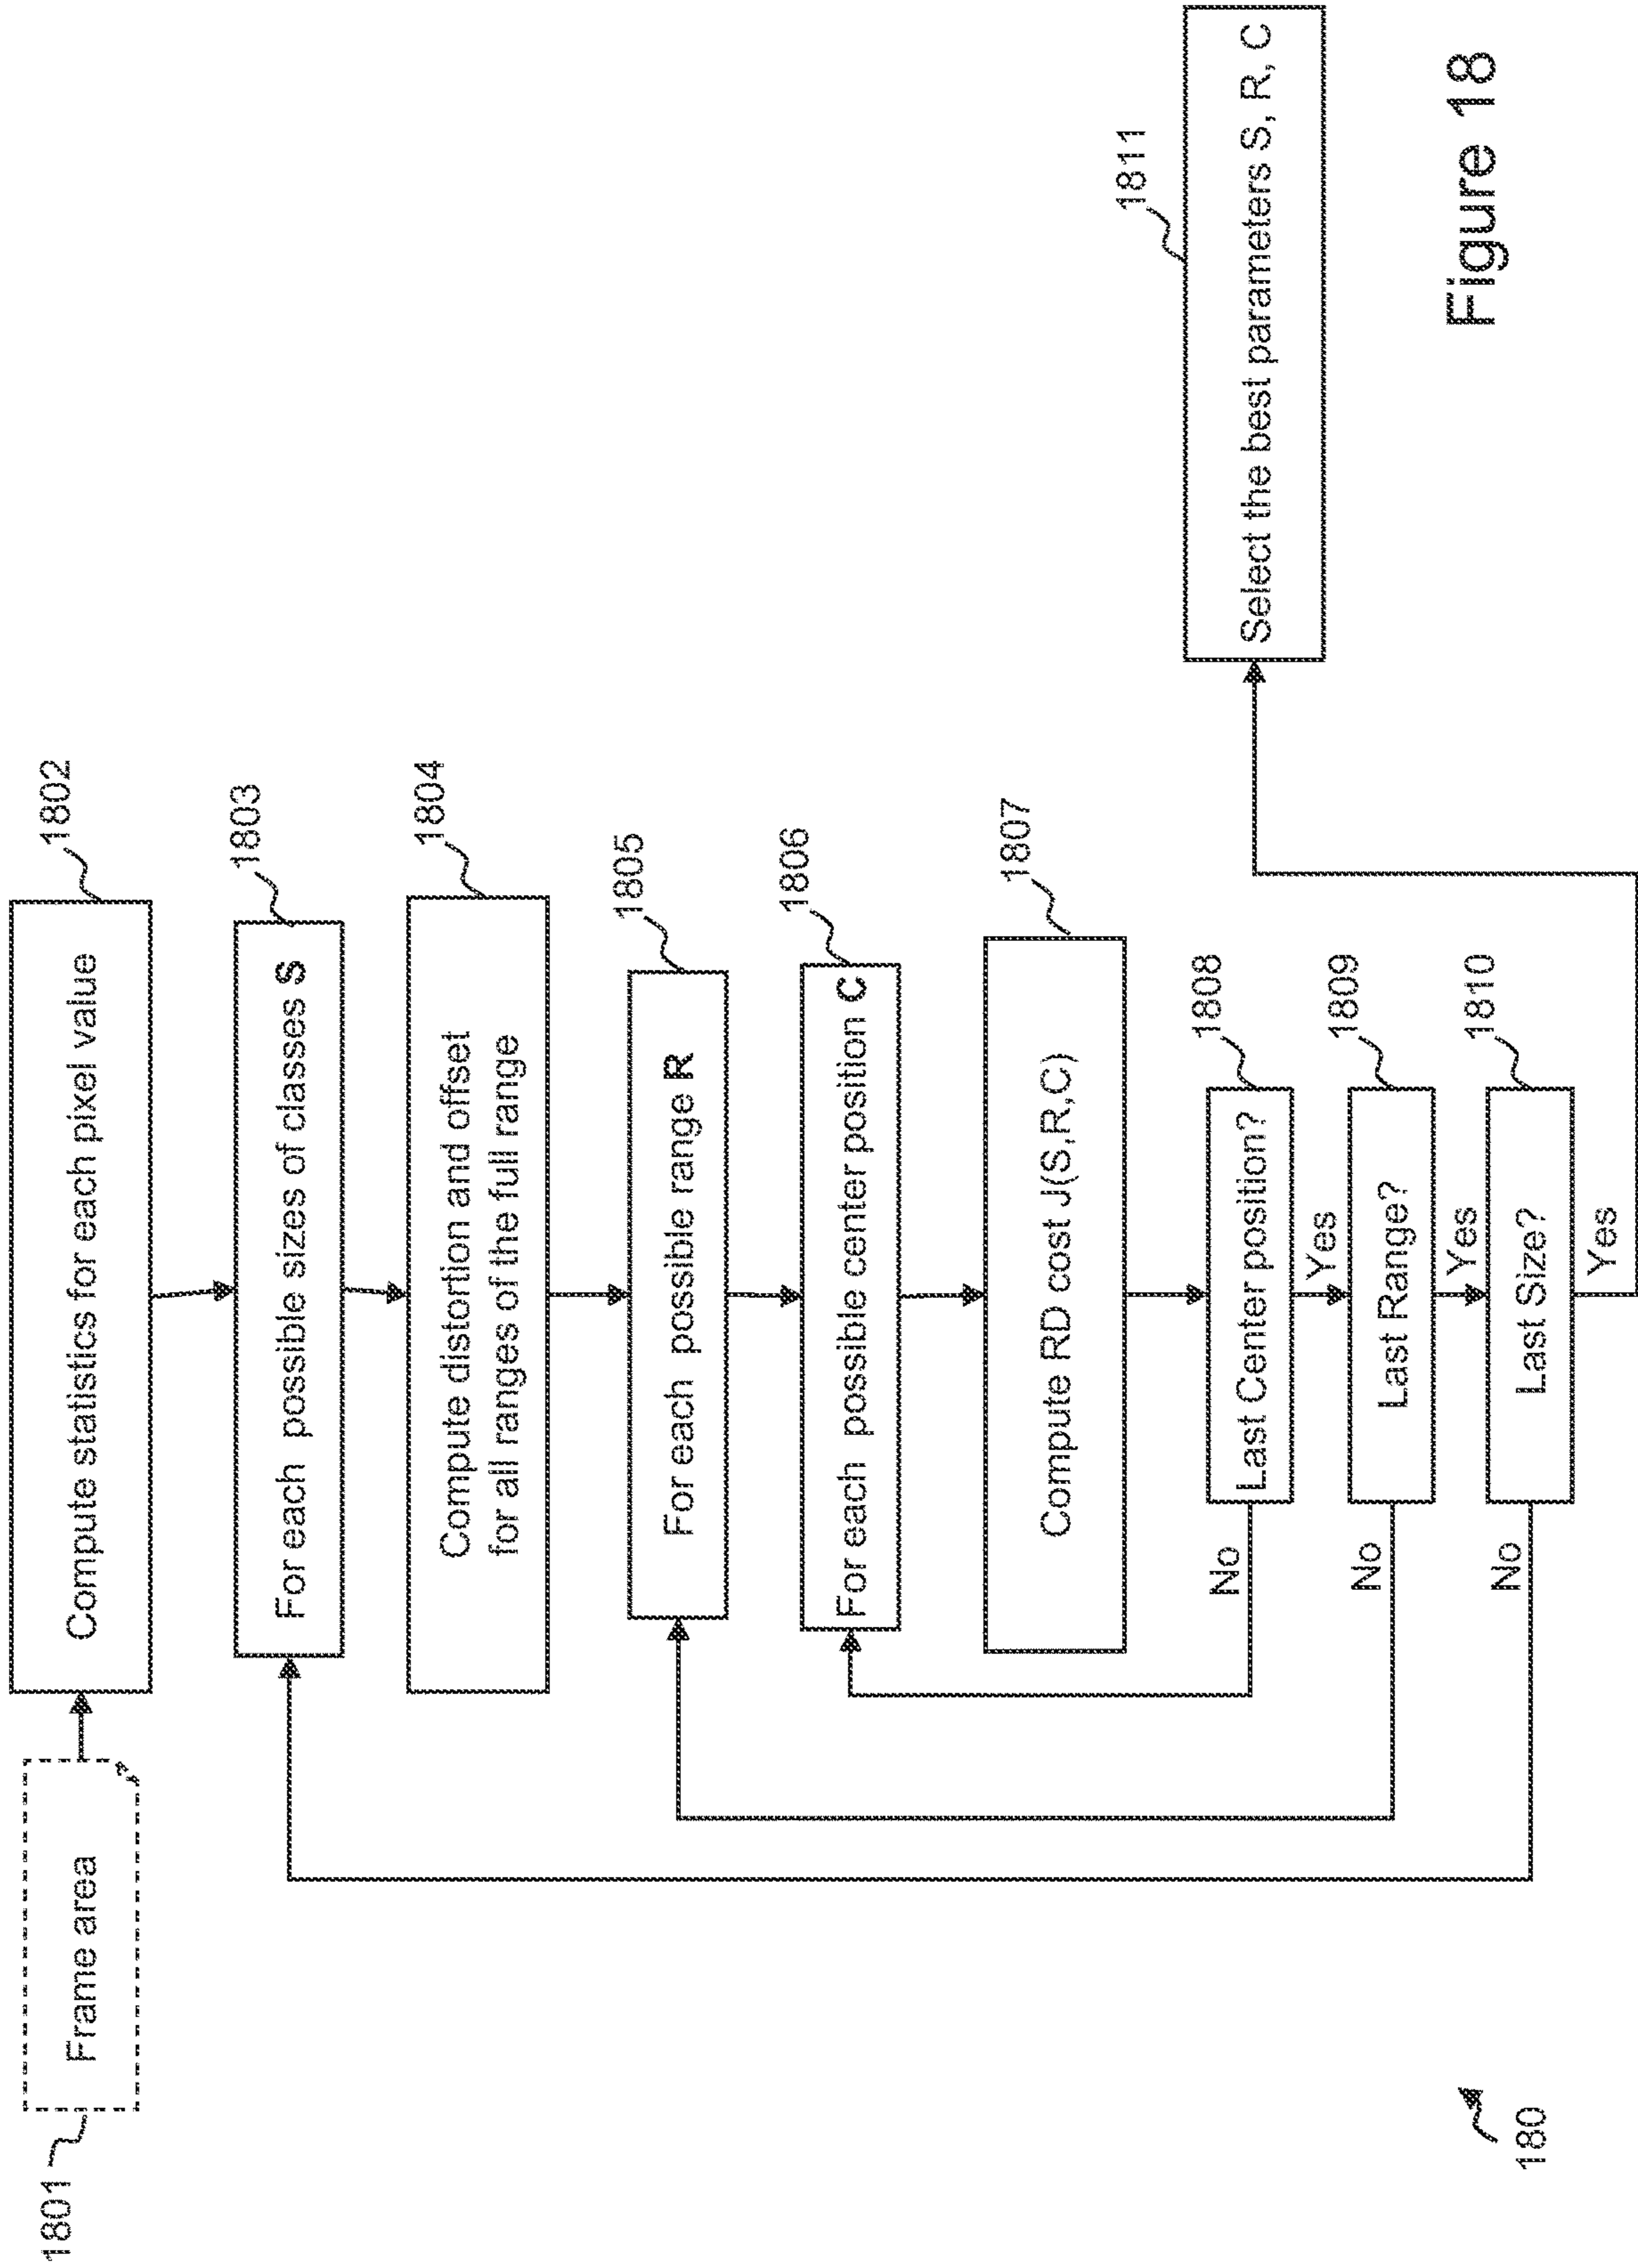 1801
Frame area
Compute statistics for each pixel value
1802
For each possible sizes of classes S
1803
Compute distortion and offset
for all ranges of the full range
1804
For each possible range R
1805
For each possible center position C
1806
Compute RD cost J(S,R,C)
1807
Last Center position?
1808
No
Yes
Last Range?
1809
No
Yes
Last Size?
1810
No
Yes
Select the best parameters S, R, C
1811
180
Figure 18